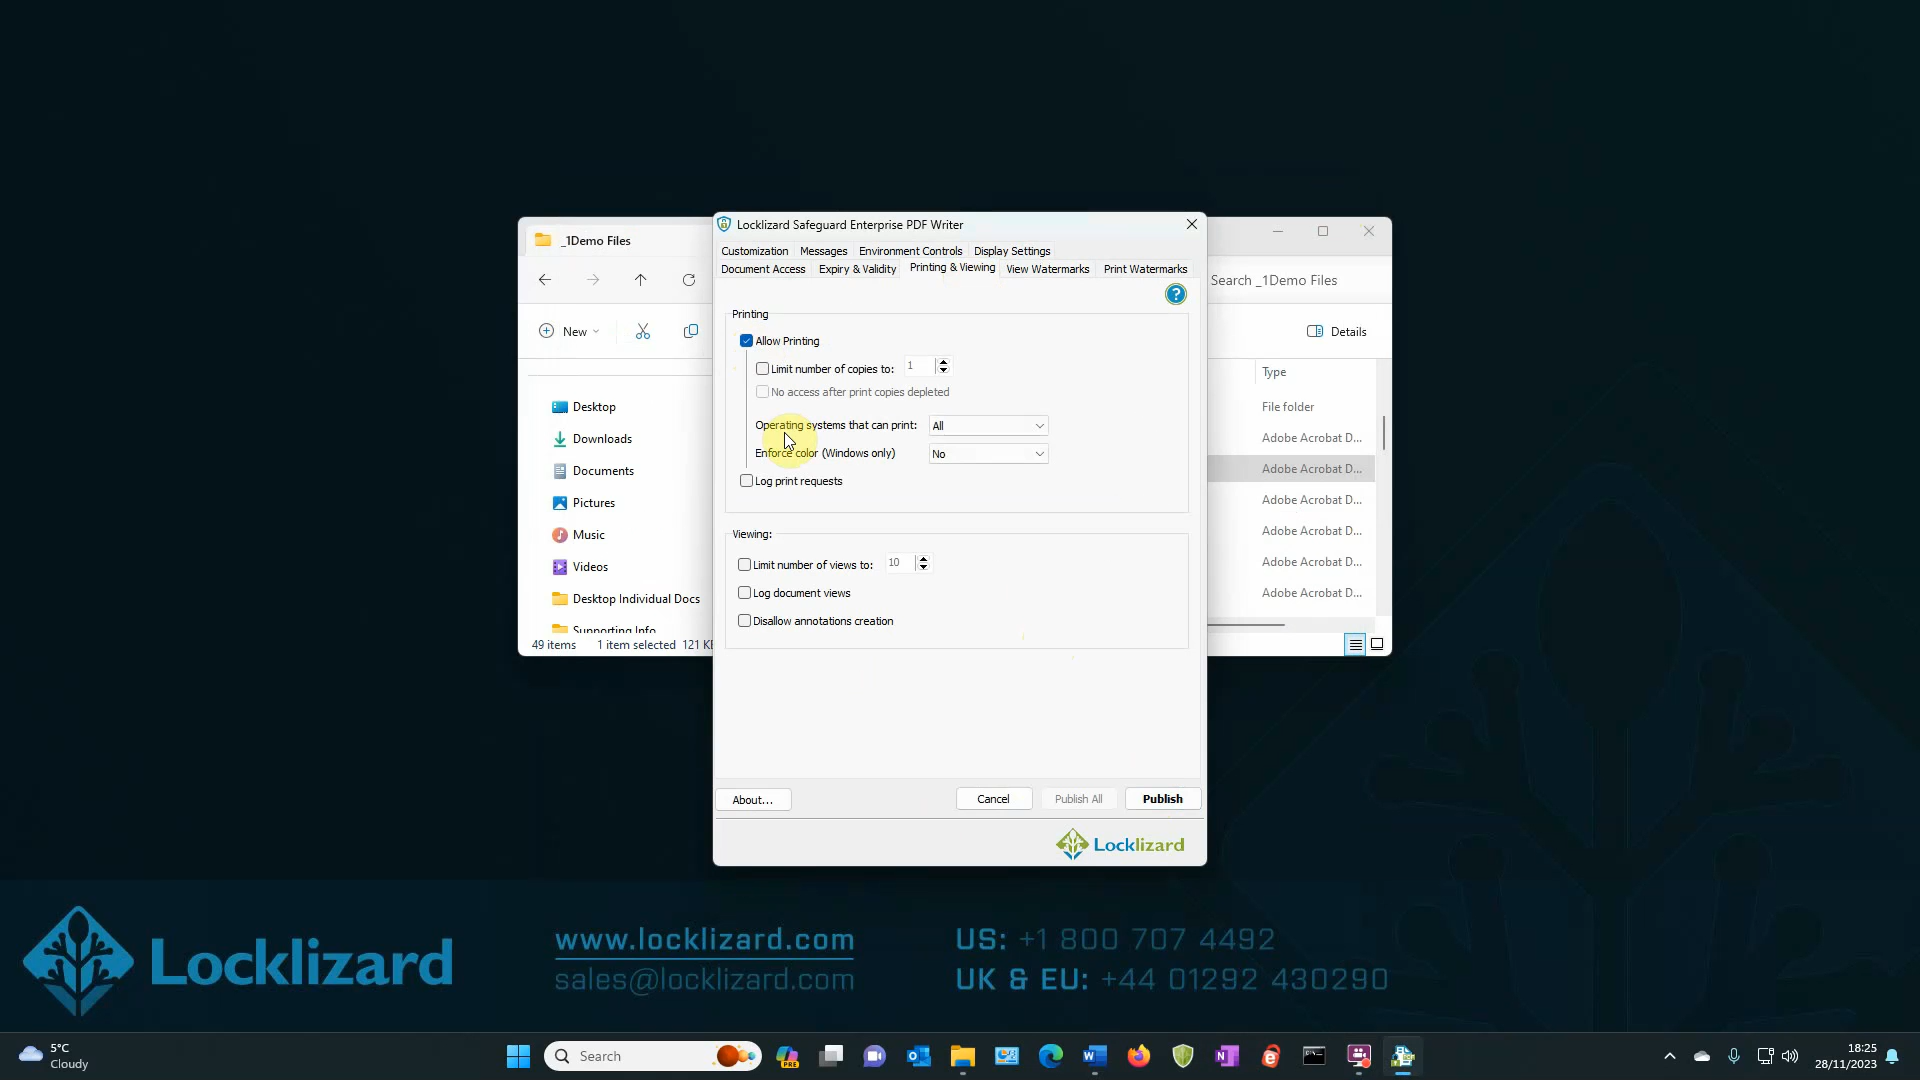 _1Demo Files
New
Desktop
Downloads
Documents
Pictures
Music
Videos
Desktop Individual Docs
Supporting Info
49 items 1 item selected 121 K
Locklizard Safeguard Enterprise PDF Writer
Customization Messages Environment Controls Display Settings
Document Access Expiry & Validity Printing & Viewing View Watermarks Print Watermarks
?
Printing
Allow Printing
Limit number of copies to: 1
No access after print copies depleted
Operating systems that can print: All
Enforce color (Windows only) No
Log print requests
Viewing:
Limit number of views to: 10
Log document views
Disallow annotations creation
About... Cancel Publish All Publish
Locklizard
Search _1Demo Files
Details
Type
File folder
Adobe Acrobat D...
Adobe Acrobat D...
Adobe Acrobat D...
Adobe Acrobat D...
Adobe Acrobat D...
Adobe Acrobat D...
Locklizard
www.locklizard.com
sales@locklizard.com
US: +1 800 707 4492
UK & EU: +44 01292 430290
5°C
Cloudy
Search
PRE
18:25
28/11/2023